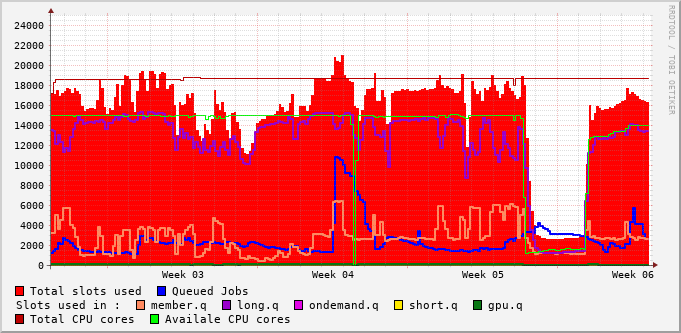 RRDTOOL / TOBI OETIKER
24000
22000
20000
18000
16000
14000
12000
10000
8000
6000
4000
2000
0
Week 03 Week 04 Week 05 Week 06
Total slots used Queued Jobs
Slots used in : member.q long.q ondemand.q short.q gpu.q
Total CPU cores Availale CPU cores